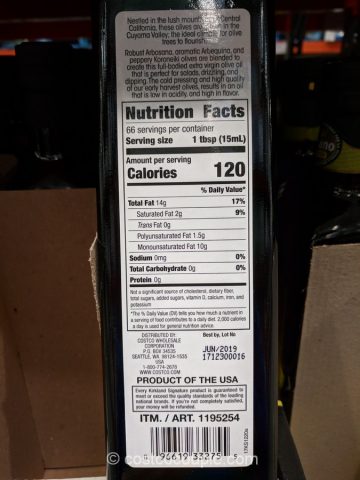 Nestled in the lush mountains of Central
California, these olives are grown in the
Cuyama Valley; the ideal climate for olive
trees to flourish.
Robust Arbosana, aromatic Arbequina, and
peppery Koroneiki olives are blended to
create this full-bodied extra virgin olive oil
that is perfect for salads, drizzling, and
dipping. The cold pressing and high quality
of our early harvest olives, results in an oil
that is low in acidity, and high in flavor.
Nutrition Facts
66 servings per container
Serving size 1 tbsp (15mL)
Amount per serving
Calories 120
% Daily Value*
Total Fat 14g 17%
Saturated Fat 2g 9%
Trans Fat 0g
Polyunsaturated Fat 1.5g
Monounsaturated Fat 10g
Sodium 0mg 0%
Total Carbohydrate 0g 0%
Protein 0g
Not a significant source of cholesterol, dietary fiber,
total sugars, added sugars, vitamin D, calcium, iron, and
potassium
*The % Daily Value (DV) tells you how much a nutrient in
a serving of food contributes to a daily diet. 2,000 calories
a day is used for general nutrition advice.
DISTRIBUTED BY:
COSTCO WHOLESALE
CORPORATION
P.O. BOX 34535
SEATTLE, WA 98124-1535
USA
1-800-774-2678
WWW.COSTCO.COM
Best by, Lot No
JUN/2019
1712300016
PRODUCT OF THE USA
Every Kirkland Signature product is guaranteed to
meet or exceed the quality standards of the leading
national brands. If you're not completely satisfied,
your money will be refunded.
ITM. / ART. 1195254
costcocouple.com